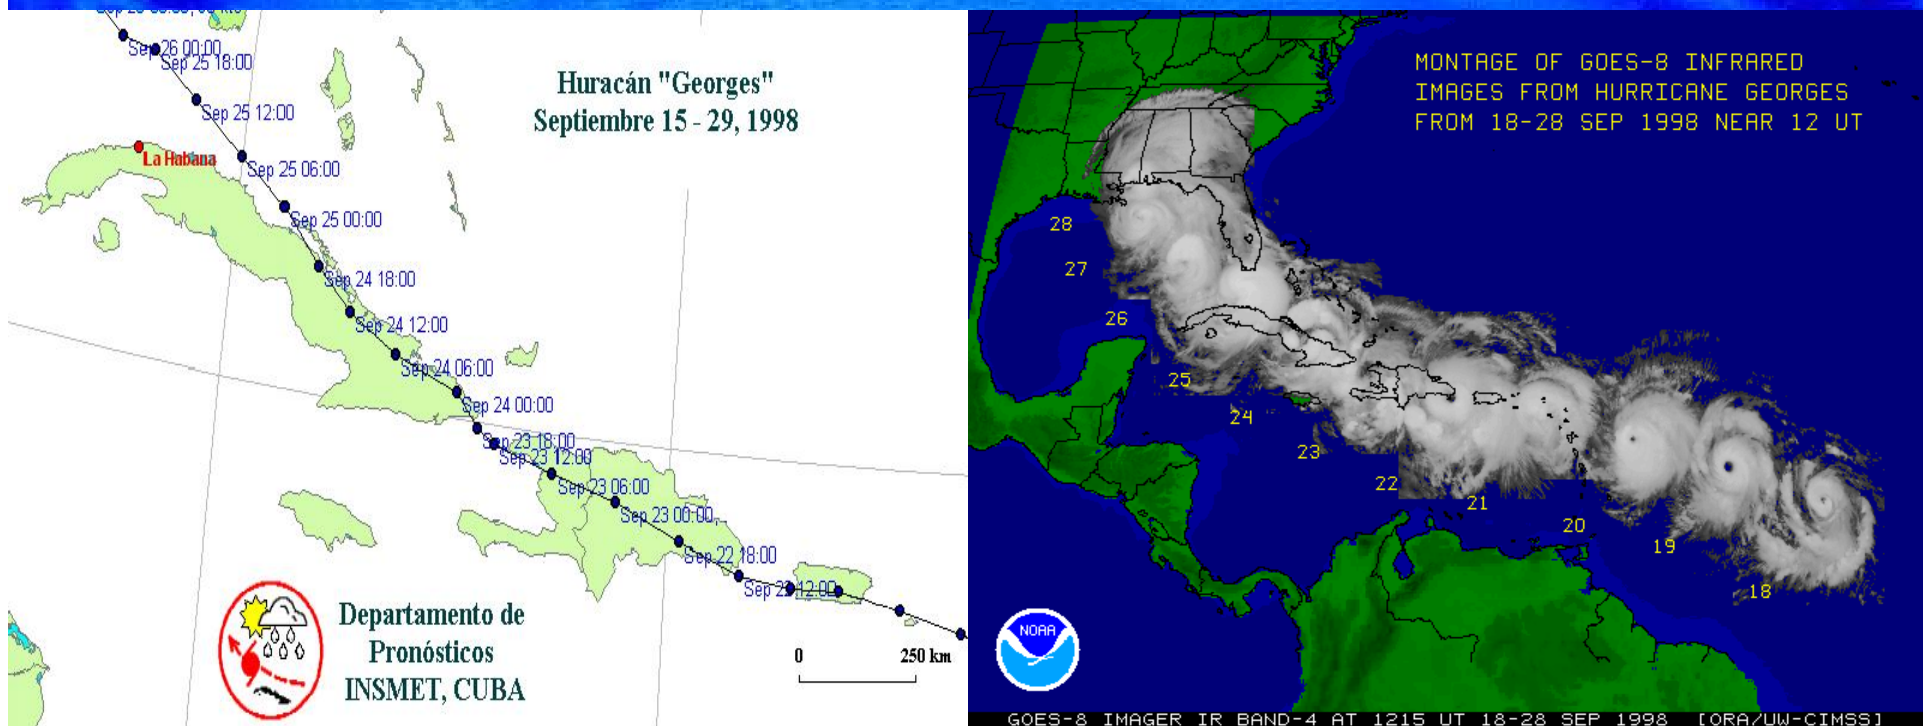 Sep 26 00:00
Sep 25 18:00
Sep 25 12:00
La Habana
Sep 25 06:00
Sep 25 00:00
Sep 24 18:00
Sep 24 12:00
Sep 24 06:00
Sep 24 00:00
Sep 23 18:00
Sep 23 12:00
Sep 23 06:00
Sep 23 00:00
Sep 22 18:00
Sep 22 12:00
Huracán "Georges"
Septiembre 15 - 29, 1998
Departamento de
Pronósticos
INSMET, CUBA
0 250 km
MONTAGE OF GOES-8 INFRARED
IMAGES FROM HURRICANE GEORGES
FROM 18-28 SEP 1998 NEAR 12 UT
28
27
26
25
24
23
22
21
20
19
18
NOAA
GOES-8 IMAGER IR BAND-4 AT 1215 UT 18-28 SEP 1998 [ORA/UW-CIMSS]